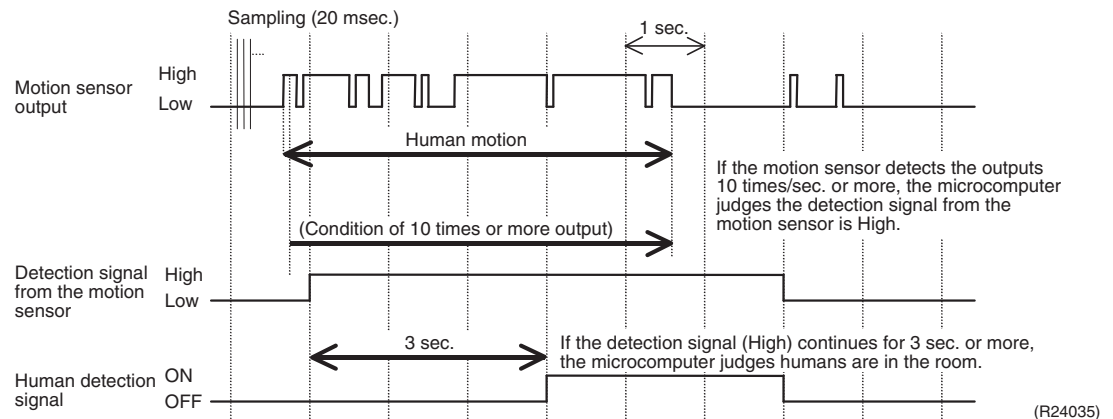 Sampling (20 msec.)
....
1 sec.
Motion sensor
output
High
Low
Human motion
If the motion sensor detects the outputs
10 times/sec. or more, the microcomputer
judges the detection signal from the
motion sensor is High.
(Condition of 10 times or more output)
Detection signal
from the motion
sensor
High
Low
3 sec.
If the detection signal (High) continues for 3 sec. or more,
the microcomputer judges humans are in the room.
Human detection
signal
ON
OFF
(R24035)